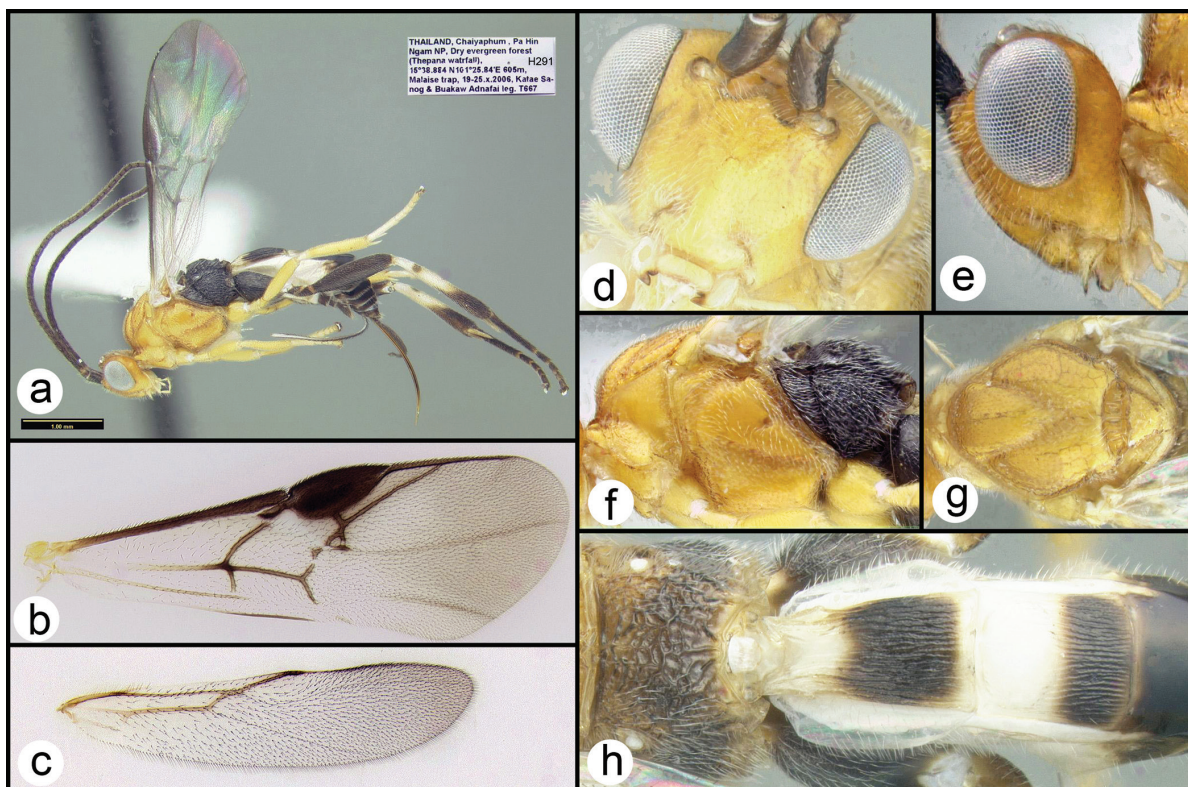 THAILAND, Chaiyaphum , Pa Hin
Ngam NP, Dry evergreen forest
(Thepana watrfall), . H291
15°38.884 N101°25.84'E 605m,
Malaise trap, 19-25.x.2006, Katae Sa-
nog & Buakaw Adnafai leg. T667
a
1.00 mm
b
c
d
e
f
g
h